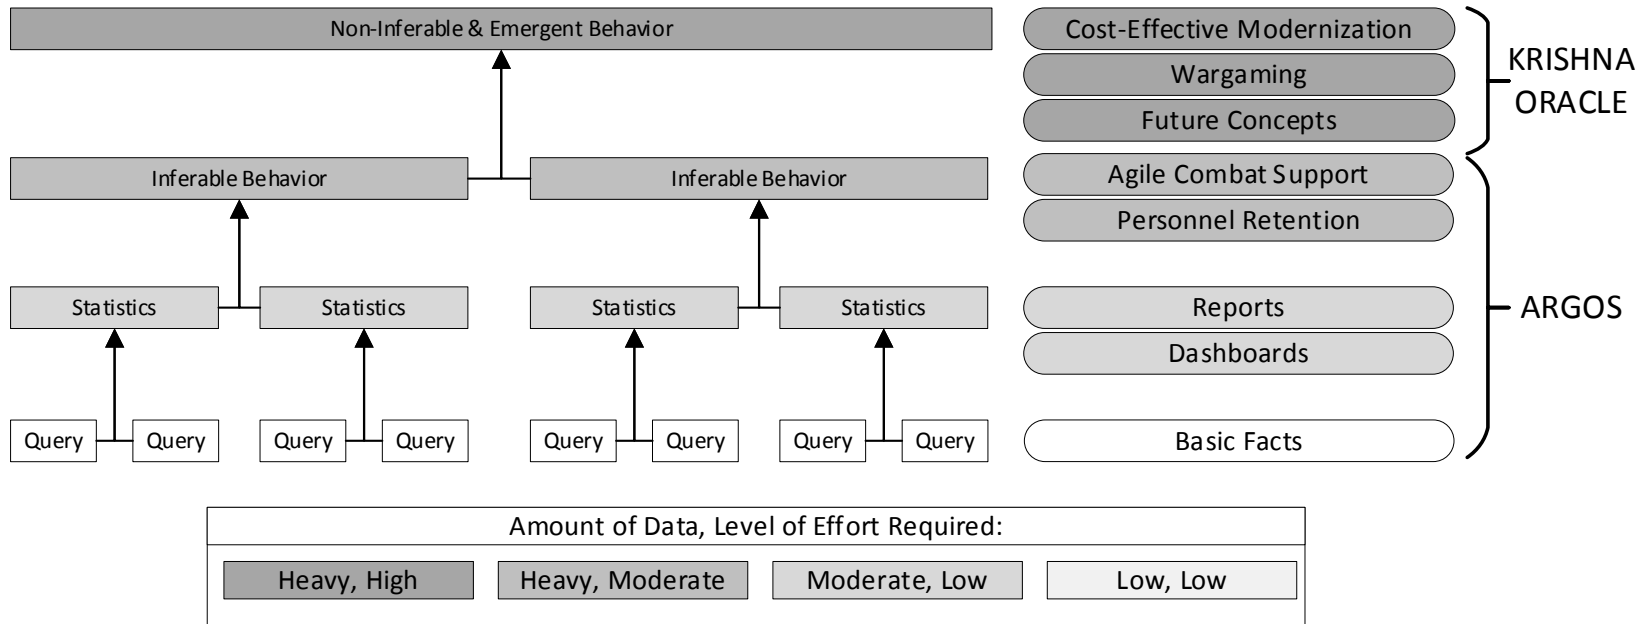 Non-Inferable & Emergent Behavior
Cost-Effective Modernization
Wargaming
Future Concepts
KRISHNA
ORACLE
Inferable Behavior
Inferable Behavior
Agile Combat Support
Personnel Retention
Statistics
Statistics
Statistics
Statistics
Reports
Dashboards
ARGOS
Query
Query
Query
Query
Query
Query
Query
Query
Basic Facts
Amount of Data, Level of Effort Required:
Heavy, High
Heavy, Moderate
Moderate, Low
Low, Low